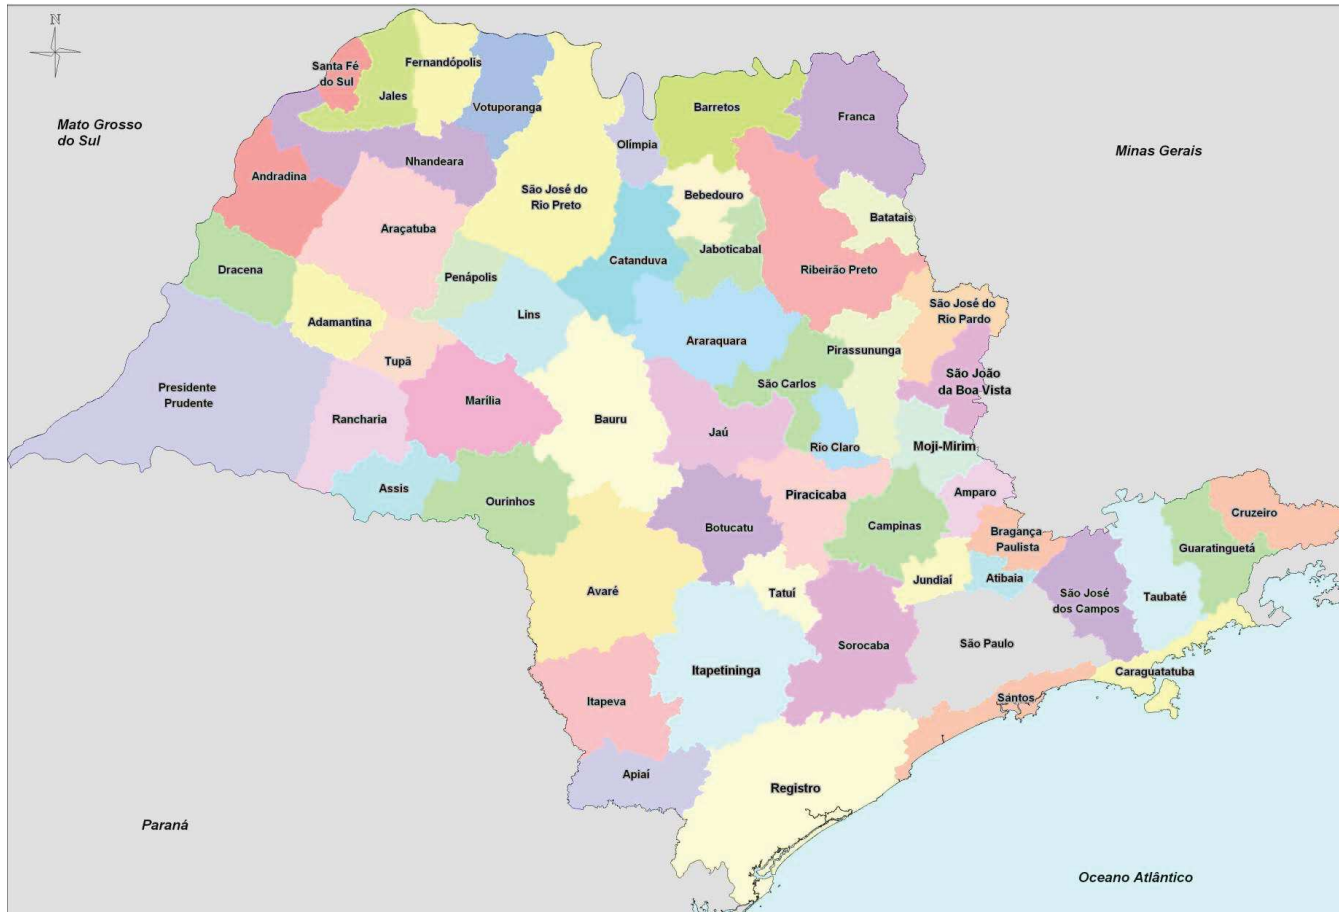 N
Santa Fé
do Sul
Fernandópolis
Jales
Votuporanga
Barretos
Franca
Mato Grosso
do Sul
Olímpia
Minas Gerais
Nhandeara
Andradina
São José do
Rio Preto
Bebedouro
Batatais
Araçatuba
Jaboticabal
Catanduva
Ribeirão Preto
Dracena
Penápolis
São José do
Rio Pardo
Adamantina
Lins
Araraquara
Pirassununga
Tupã
São João
da Boa Vista
São Carlos
Presidente
Prudente
Marília
Rancharia
Bauru
Jaú
Rio Claro
Moji-Mirim
Assis
Ourinhos
Piracicaba
Amparo
Botucatu
Campinas
Bragança
Paulista
Cruzeiro
Guaratinguetá
Avaré
Tatuí
Jundiaí
Atibaia
São José
dos Campos
Taubaté
Itapetininga
Sorocaba
São Paulo
Caraguatatuba
Itapeva
Sántos
Apiaí
Registro
Paraná
Oceano Atlântico